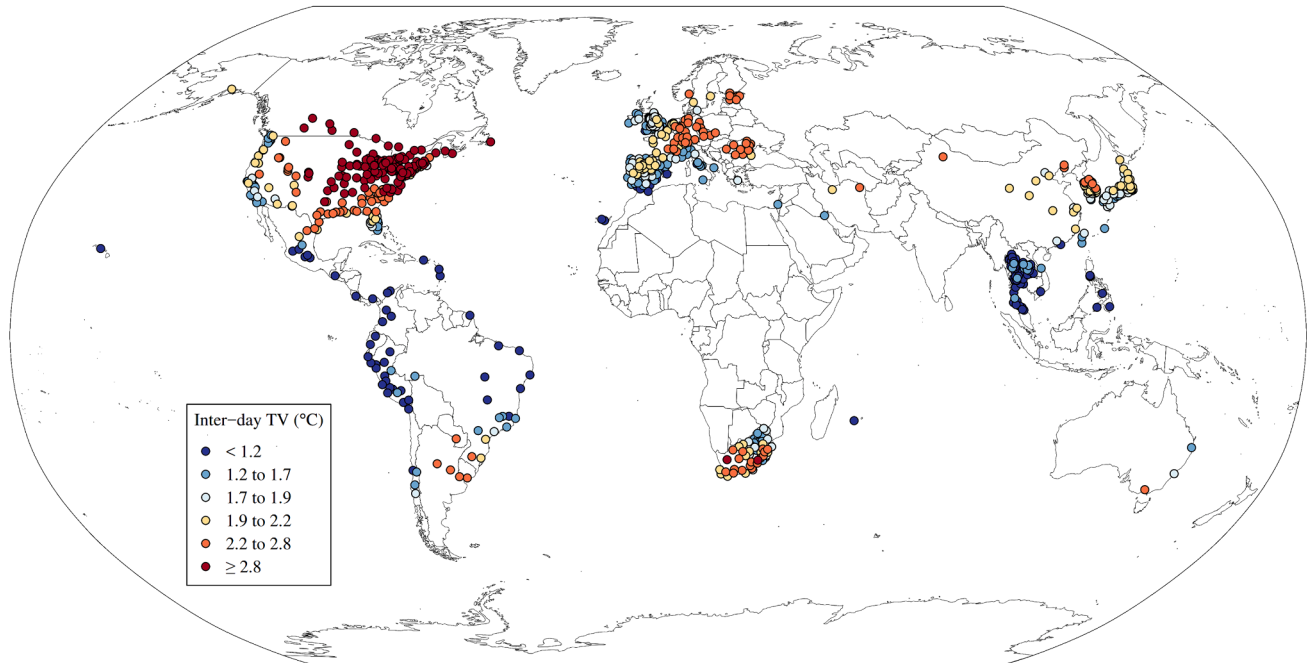 Inter−day TV (°C)
< 1.2
1.2 to 1.7
1.7 to 1.9
1.9 to 2.2
2.2 to 2.8
≥ 2.8